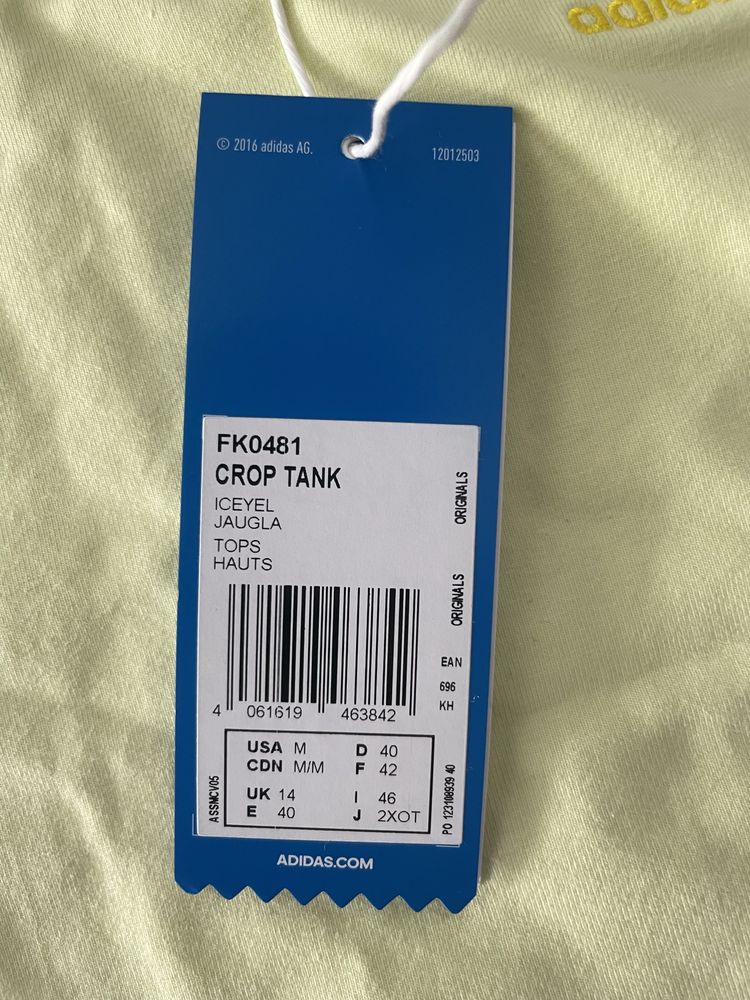 adidas
© 2016 adidas AG.
12012503
FK0481
CROP TANK
ICEYEL
JAUGLA
TOPS
HAUTS
ORIGINALS
ORIGINALS
EAN
696
KH
4 061619 463842
USA M D 40
CDN M/M F 42
UK 14 I 46
E 40 J 2XOT
ASSMCV05
PO 123108939 40
ADIDAS.COM